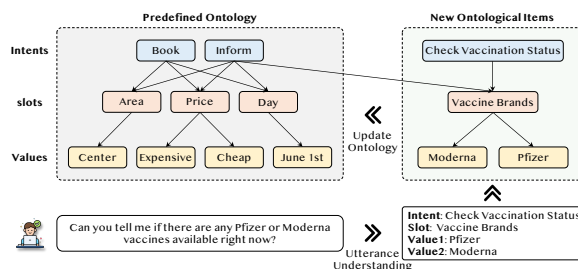 Predefined Ontology
New Ontological Items
Intents
Book
Inform
Check Vaccination Status
slots
Area
Price
Day
Vaccine Brands
Update
Ontology
Values
Center
Expensive
Cheap
June 1st
Moderna
Pfizer
Can you tell me if there are any Pfizer or Moderna
vaccines available right now?
Utterance
Understanding
Intent: Check Vaccination Status
Slot: Vaccine Brands
Value1: Pfizer
Value2: Moderna